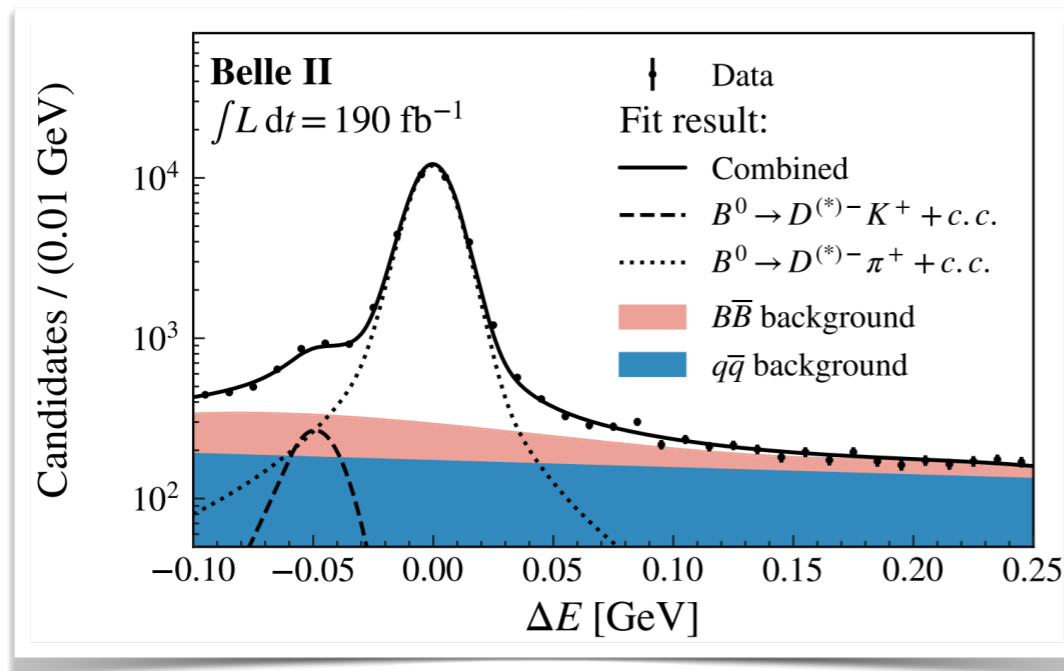 Belle II
∫L dt = 190 fb⁻¹
Data
Fit result:
Combined
B⁰ → D⁽*⁾⁻ K⁺ + c.c.
B⁰ → D⁽*⁾⁻ π⁺ + c.c.
BB̅ background
qq̅ background
Candidates / (0.01 GeV)
10⁴
10³
10²
−0.10 −0.05 0.00 0.05 0.10 0.15 0.20 0.25
ΔE [GeV]